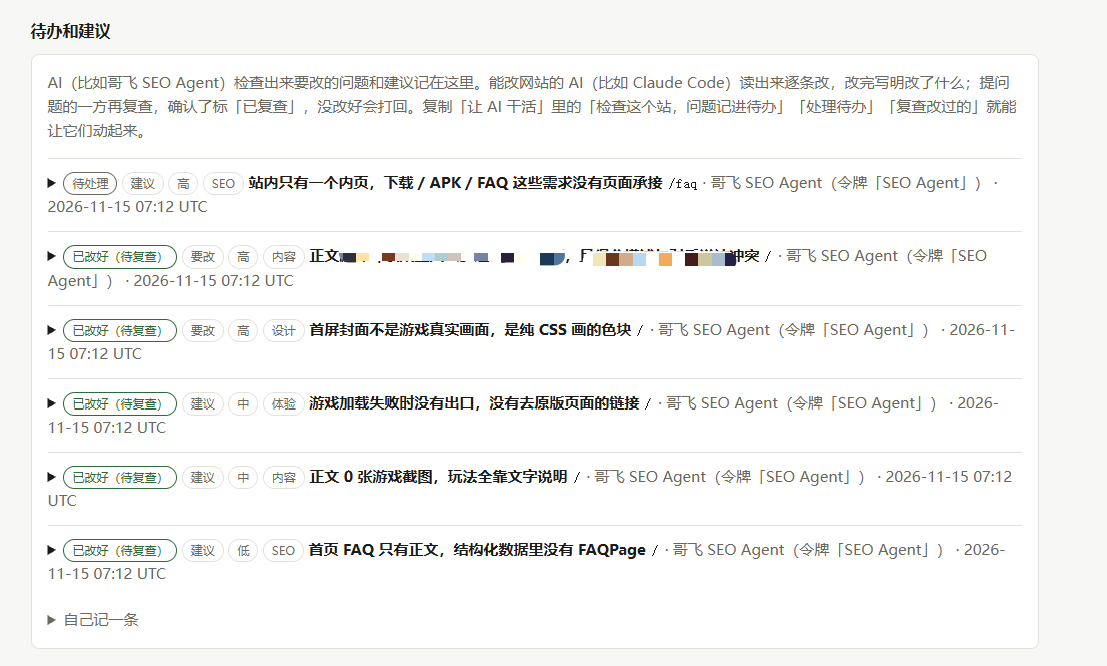 待办和建议
AI（比如哥飞 SEO Agent）检查出来要改的问题和建议记在这里。能改网站的 AI（比如 Claude Code）读出来逐条改，改完写明改了什么；提问
题的一方再复查，确认了标「已复查」，没改好会打回。复制「让 AI 干活」里的「检查这个站，问题记进待办」「处理待办」「复查改过的」就能
让它们动起来。
▶ 待处理 建议 高 SEO 站内只有一个内页，下载 / APK / FAQ 这些需求没有页面承接 /faq · 哥飞 SEO Agent（令牌「SEO Agent」） ·
2026-11-15 07:12 UTC
▶ 已改好（待复查） 要改 高 内容 正文 ， 冲突 / · 哥飞 SEO Agent（令牌「SEO
Agent」） · 2026-11-15 07:12 UTC
▶ 已改好（待复查） 要改 高 设计 首屏封面不是游戏真实画面，是纯 CSS 画的色块 / · 哥飞 SEO Agent（令牌「SEO Agent」） · 2026-11-
15 07:12 UTC
▶ 已改好（待复查） 建议 中 体验 游戏加载失败时没有出口，没有去原版页面的链接 / · 哥飞 SEO Agent（令牌「SEO Agent」） · 2026-
11-15 07:12 UTC
▶ 已改好（待复查） 建议 中 内容 正文 0 张游戏截图，玩法全靠文字说明 / · 哥飞 SEO Agent（令牌「SEO Agent」） · 2026-11-15 07:12
UTC
▶ 已改好（待复查） 建议 低 SEO 首页 FAQ 只有正文，结构化数据里没有 FAQPage / · 哥飞 SEO Agent（令牌「SEO Agent」） · 2026-
11-15 07:12 UTC
▶ 自己记一条